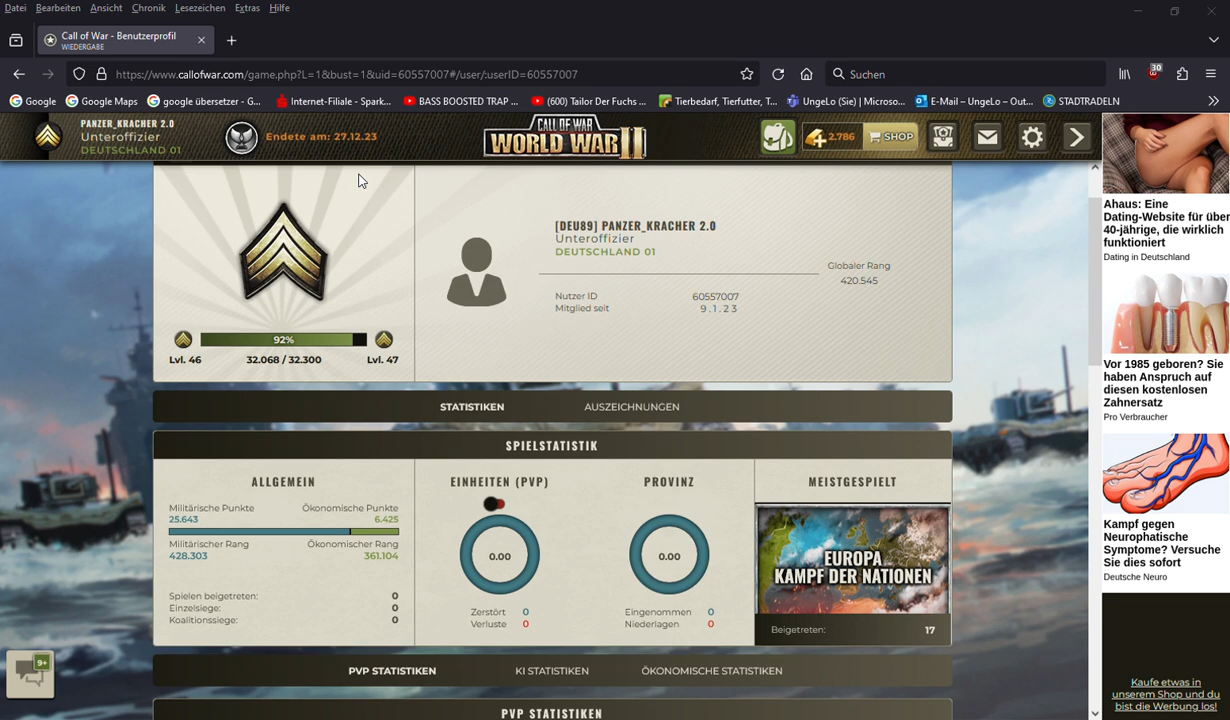 Datei Bearbeiten Ansicht Chronik Lesezeichen Extras Hilfe
Call of War - Benutzerprofil
WIEDERGABE
https://www.callofwar.com/game.php?L=1&bust=1&uid=60557007#/user/:userID=60557007
Suchen
30
Google Google Maps google übersetzer - G... Internet-Filiale - Spark... BASS BOOSTED TRAP ... (600) Tailor Der Fuchs ... Tierbedarf, Tierfutter, T... UngeLo (Sie) | Microso... E-Mail – UngeLo – Out... STADTRADELN
PANZER_KRACHER 2.0
Unteroffizier
DEUTSCHLAND 01
Endete am: 27.12.23
CALL OF WAR
WORLD WAR II
2.786
SHOP
[DEU89] PANZER_KRACHER 2.0
Unteroffizier
DEUTSCHLAND 01
Globaler Rang
420.545
Nutzer ID 60557007
Mitglied seit 9.1.23
92%
Lvl. 46 32.068 / 32.300 Lvl. 47
STATISTIKEN AUSZEICHNUNGEN
SPIELSTATISTIK
ALLGEMEIN
Militärische Punkte Ökonomische Punkte
25.643 6.425
Militärischer Rang Ökonomischer Rang
428.303 361.104
Spielen beigetreten: 0
Einzelsiege: 0
Koalitionssiege: 0
EINHEITEN (PVP)
0.00
Zerstört 0
Verluste 0
PROVINZ
0.00
Eingenommen 0
Niederlagen 0
MEISTGESPIELT
EUROPA
KAMPF DER NATIONEN
Beigetreten: 17
PVP STATISTIKEN KI STATISTIKEN ÖKONOMISCHE STATISTIKEN
PVP STATISTIKEN
9+
Ahaus: Eine
Dating-Website für über
40-jährige, die wirklich
funktioniert
Dating in Deutschland
Vor 1985 geboren? Sie
haben Anspruch auf
diesen kostenlosen
Zahnersatz
Pro Verbraucher
Kampf gegen
Neurophatische
Symptome? Versuche
Sie dies sofort
Deutsche Neuro
Kaufe etwas in
unserem Shop und du
bist die Werbung los!